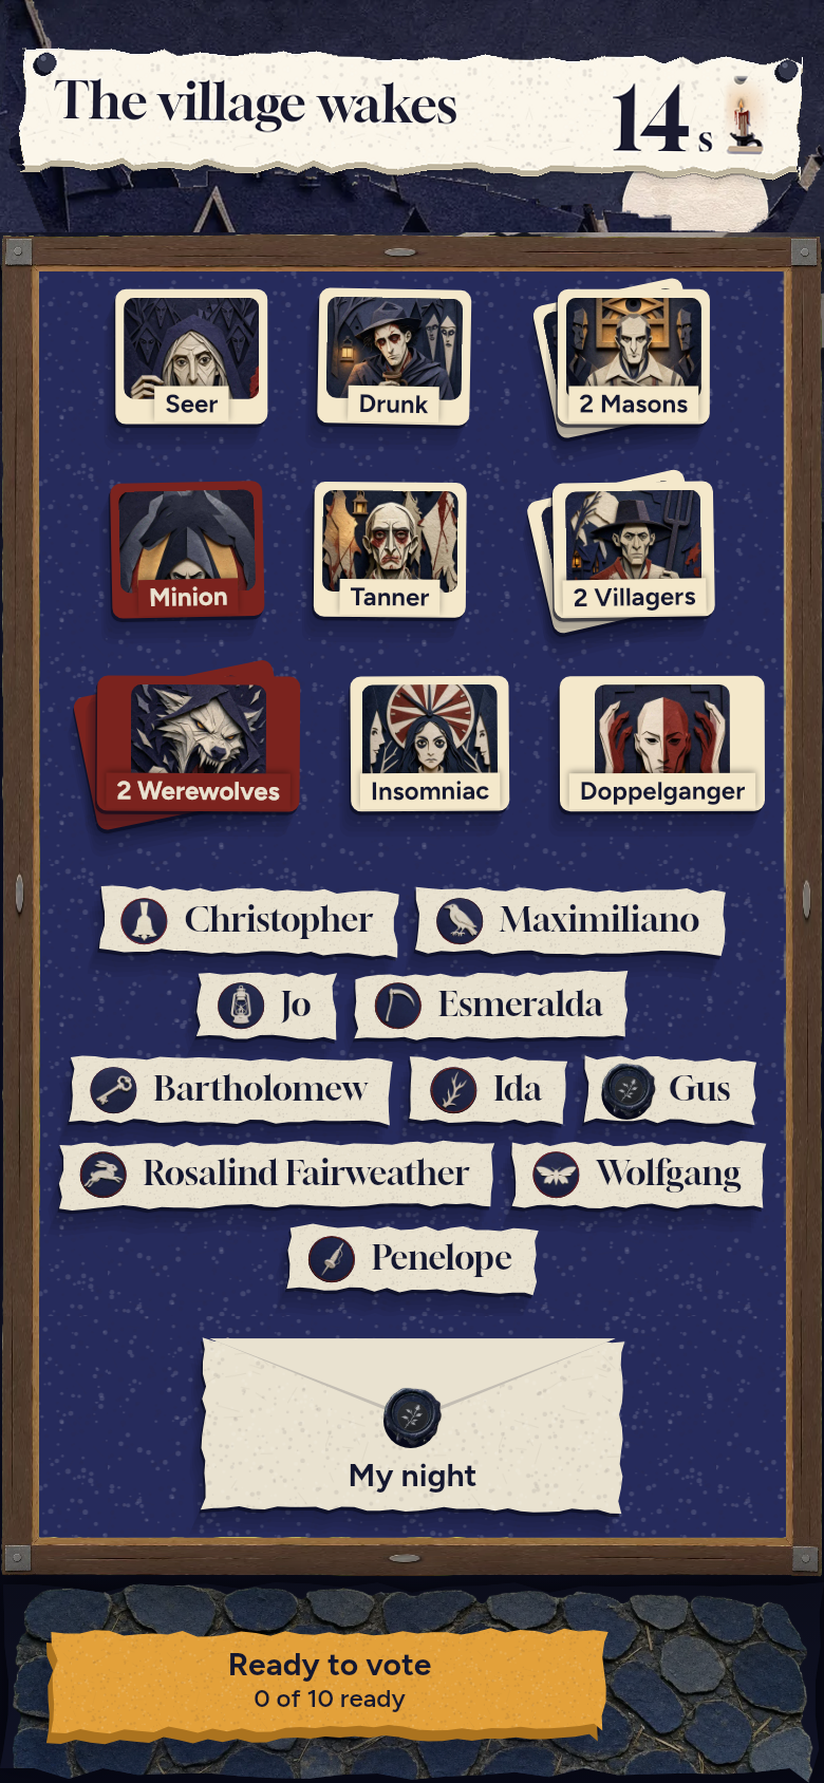 The village wakes
14 s
Seer
Drunk
2 Masons
Minion
Tanner
2 Villagers
2 Werewolves
Insomniac
Doppelganger
Christopher
Maximiliano
Jo
Esmeralda
Bartholomew
Ida
Gus
Rosalind Fairweather
Wolfgang
Penelope
My night
Ready to vote
0 of 10 ready